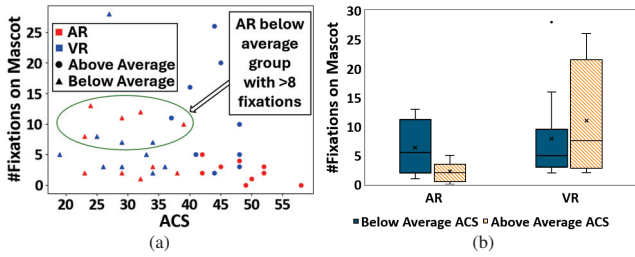 #Fixations on Mascot
25
20
15
10
5
0
AR
VR
Above Average
Below Average
AR below
average
group
with >8
fixations
20 25 30 35 40 45 50 55
ACS
(a)
#Fixations on Mascot
30
25
20
15
10
5
0
AR
VR
Below Average ACS
Above Average ACS
(b)